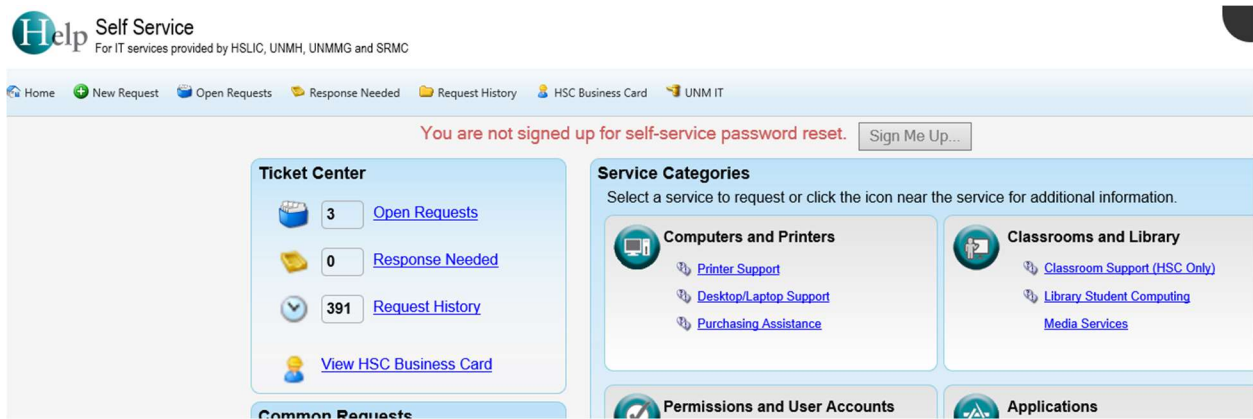 Help Self Service
For IT services provided by HSLIC, UNMH, UNMMG and SRMC
Home New Request Open Requests Response Needed Request History HSC Business Card UNM IT
You are not signed up for self-service password reset. Sign Me Up...
Ticket Center
3 Open Requests
0 Response Needed
391 Request History
View HSC Business Card
Common Requests
Service Categories
Select a service to request or click the icon near the service for additional information.
Computers and Printers
Printer Support
Desktop/Laptop Support
Purchasing Assistance
Classrooms and Library
Classroom Support (HSC Only)
Library Student Computing
Media Services
Permissions and User Accounts
Applications